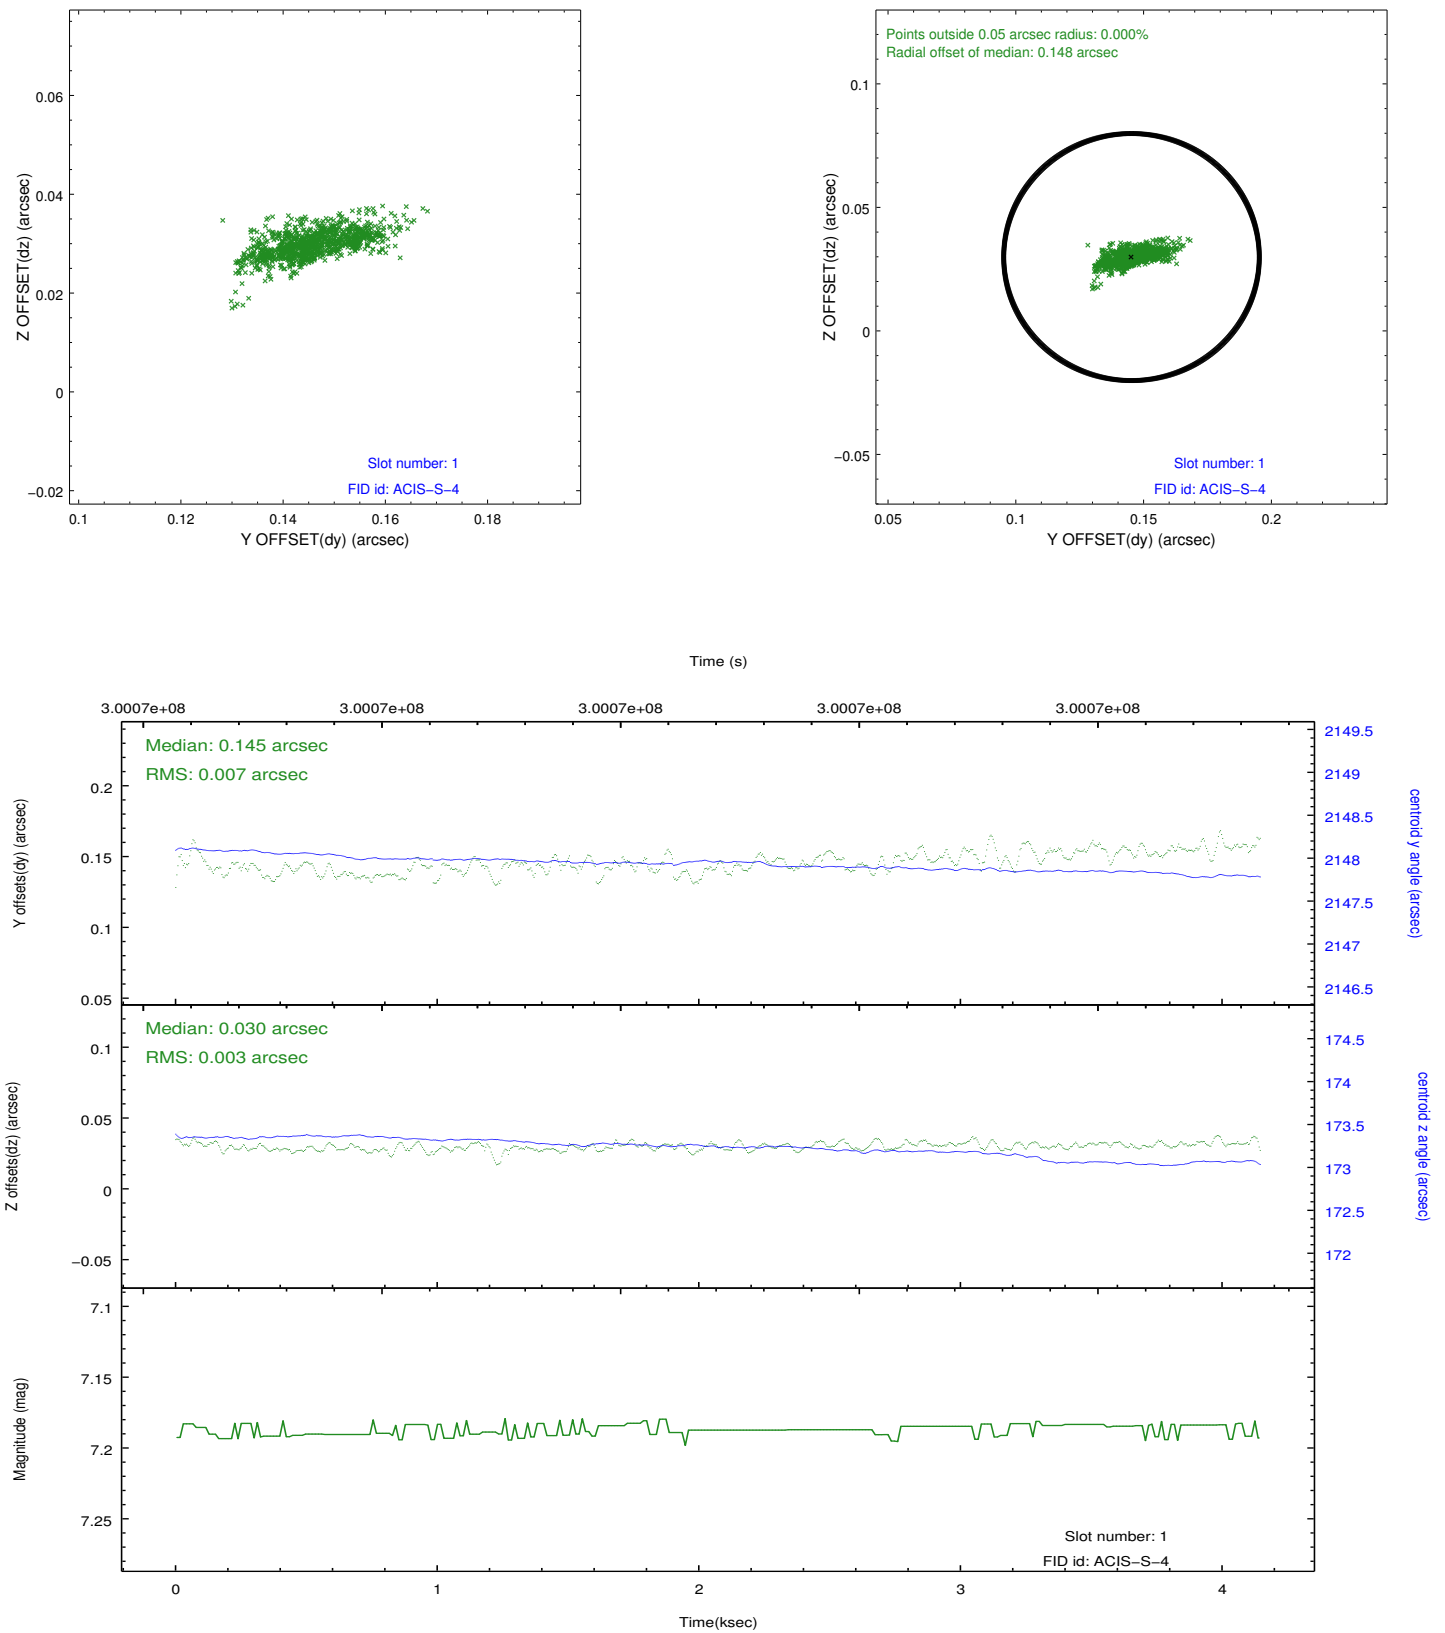 0.06
0.04
0.02
0
−0.02
0.1
0.12
0.14
0.16
0.18
Z OFFSET(dz) (arcsec)
Y OFFSET(dy) (arcsec)
Slot number: 1
FID id: ACIS−S−4
Points outside 0.05 arcsec radius: 0.000%
Radial offset of median: 0.148 arcsec
0.1
0.05
0
−0.05
0.05
0.1
0.15
0.2
Z OFFSET(dz) (arcsec)
Y OFFSET(dy) (arcsec)
Slot number: 1
FID id: ACIS−S−4
Time (s)
3.0007e+08
3.0007e+08
3.0007e+08
3.0007e+08
3.0007e+08
Median: 0.145 arcsec
RMS: 0.007 arcsec
0.2
0.15
0.1
0.05
Y offsets(dy) (arcsec)
2149.5
2149
2148.5
2148
2147.5
2147
2146.5
centroid y angle (arcsec)
Median: 0.030 arcsec
RMS: 0.003 arcsec
0.1
0.05
0
−0.05
Z offsets(dz) (arcsec)
174.5
174
173.5
173
172.5
172
centroid z angle (arcsec)
7.1
7.15
7.2
7.25
Magnitude (mag)
Slot number: 1
FID id: ACIS−S−4
0
1
2
3
4
Time(ksec)